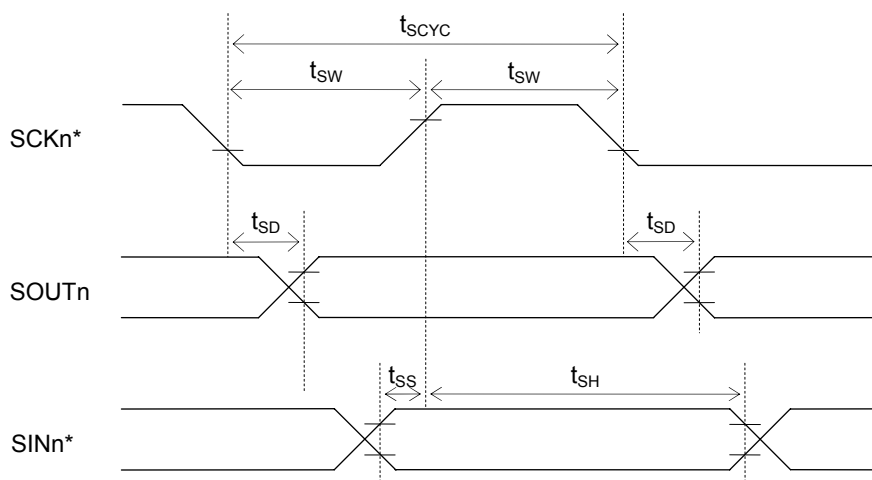 tSCYC
tSW tSW
SCKn*
tSD tSD
SOUTn
tSS tSH
SINn*